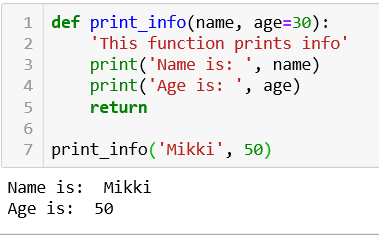 1 def print_info(name, age=30):
2     'This function prints info'
3     print('Name is: ', name)
4     print('Age is: ', age)
5     return
6
7 print_info('Mikki', 50)
Name is:  Mikki
Age is:  50